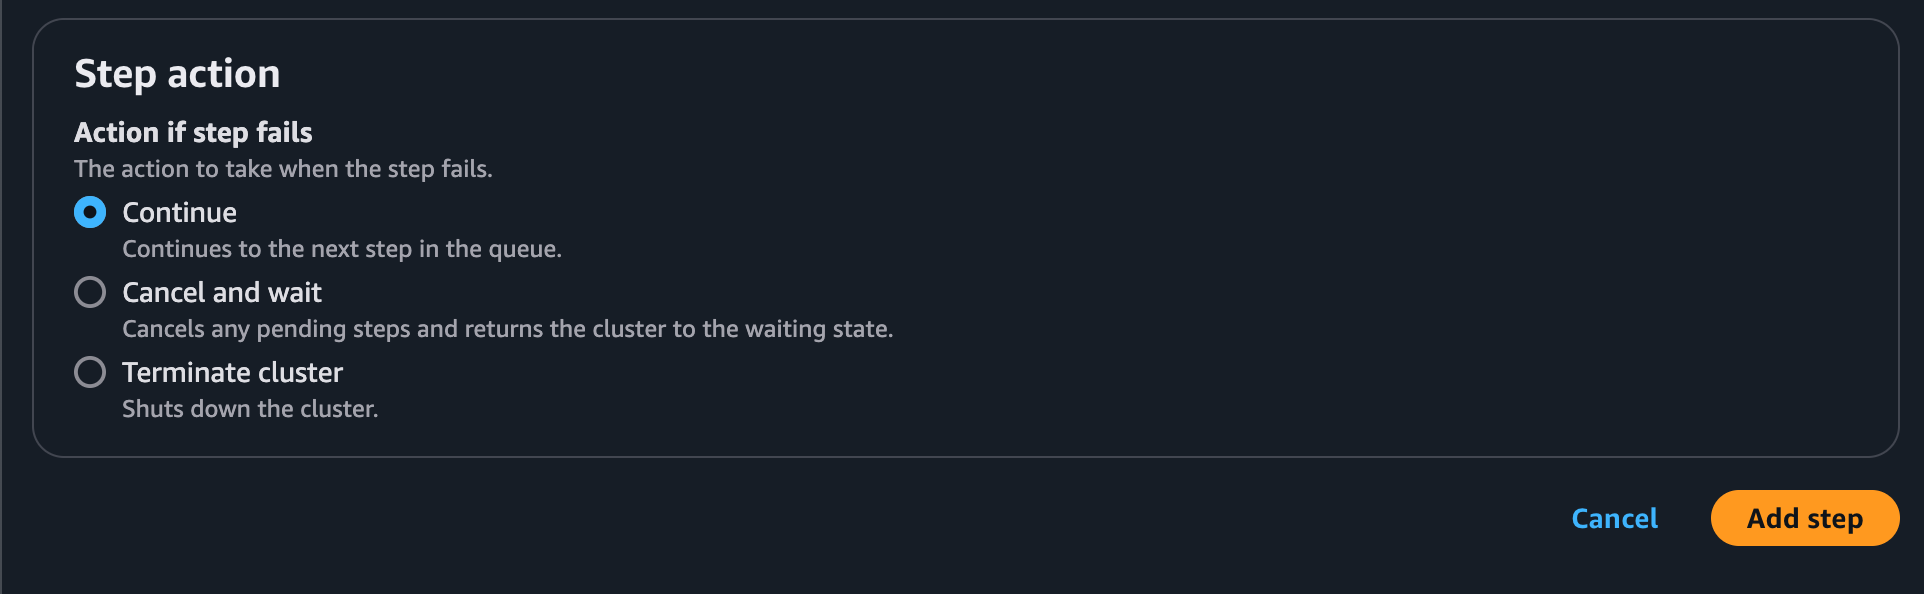 Step action
Action if step fails
The action to take when the step fails.
Continue
Continues to the next step in the queue.
Cancel and wait
Cancels any pending steps and returns the cluster to the waiting state.
Terminate cluster
Shuts down the cluster.
Cancel
Add step